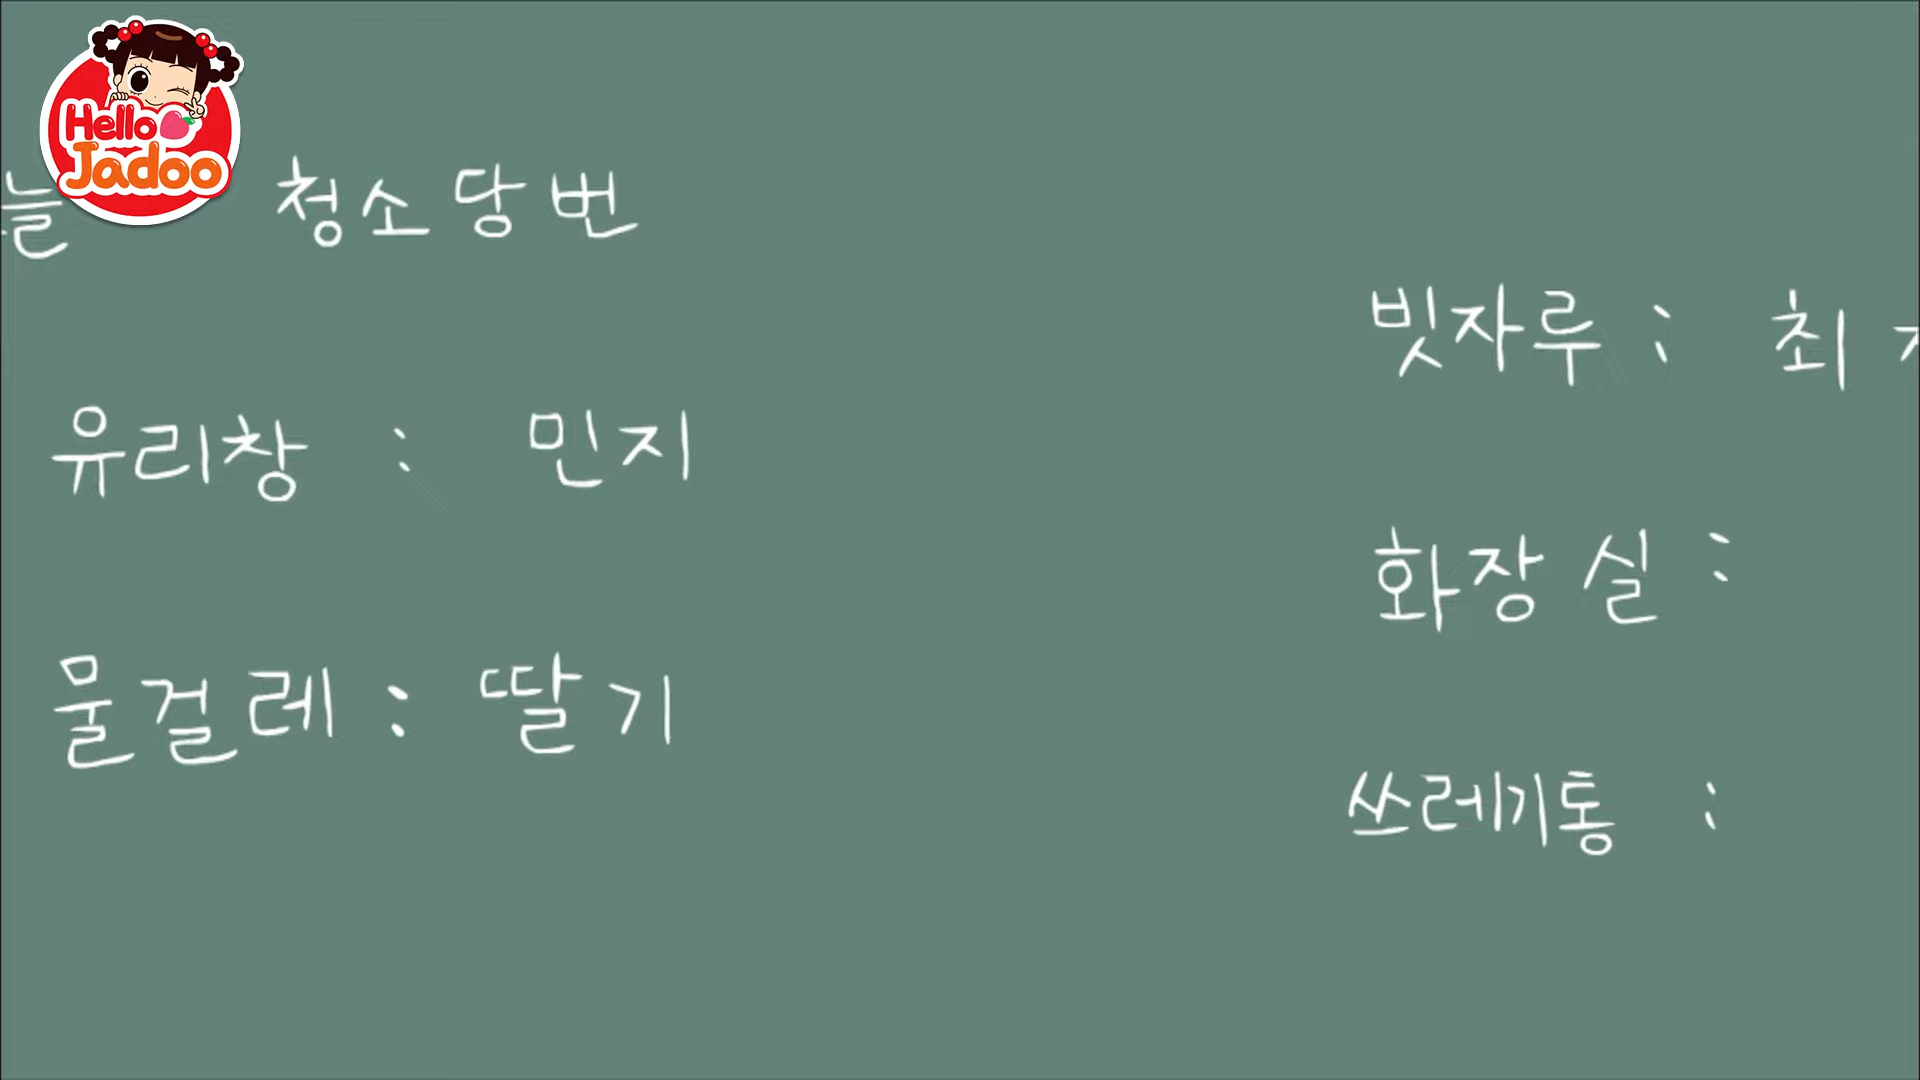 Hello
Jadoo
늘 청소당번
유리창 : 민지
물걸레 : 딸기
빗자루 : 최
화장실 :
쓰레기통 :